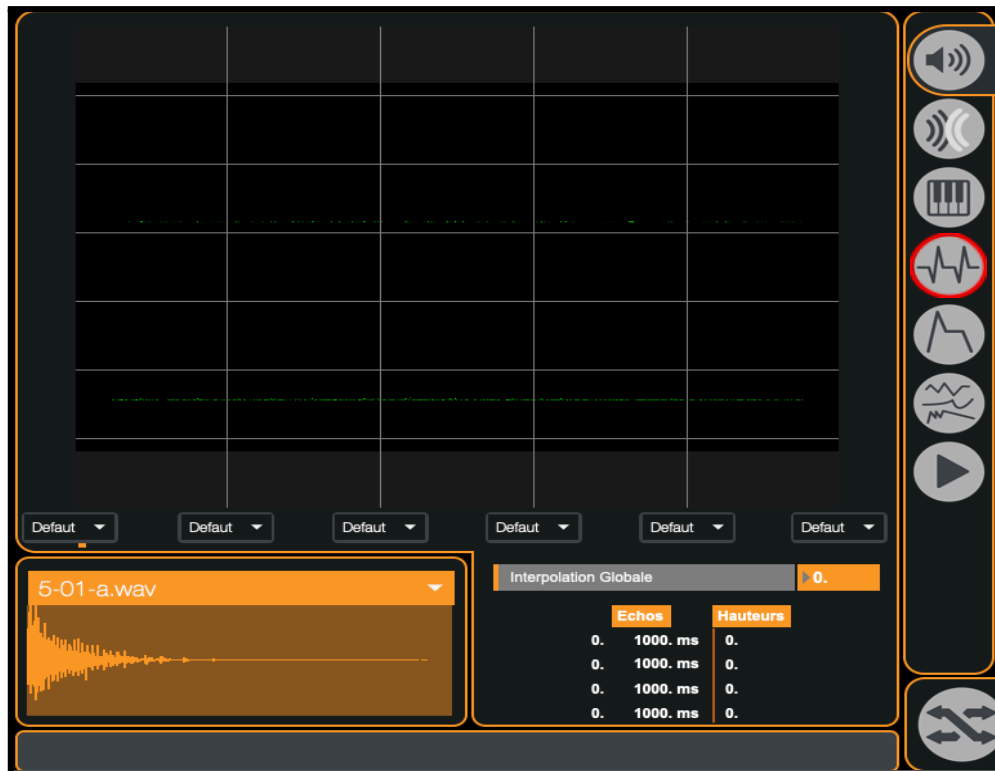 Defaut Defaut Defaut Defaut Defaut Defaut
5-01-a.wav
Interpolation Globale 0.
Echos Hauteurs
0. 1000. ms 0.
0. 1000. ms 0.
0. 1000. ms 0.
0. 1000. ms 0.